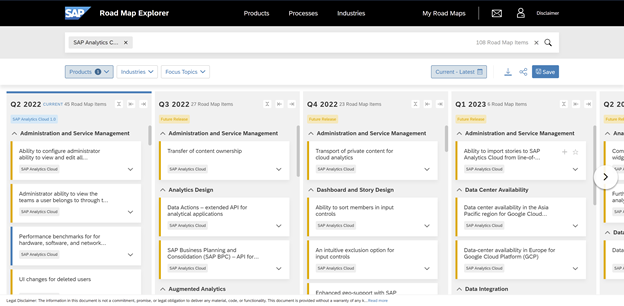 SAP Road Map Explorer
Products Processes Industries
My Road Maps Disclaimer
SAP Analytics C... ×
108 Road Map Items ×
Products 1 Industries Focus Topics
Current - Latest Save
Q2 2022 CURRENT 45 Road Map Items
SAP Analytics Cloud 1.0
Administration and Service Management
Ability to configure administrator
ability to view and edit all...
SAP Analytics Cloud
Administrator ability to view the
teams a user belongs to through t...
SAP Analytics Cloud
Performance benchmarks for for
hardware, software, and network...
SAP Analytics Cloud
UI changes for deleted users
Q3 2022 27 Road Map Items
Future Release
Administration and Service Management
Transfer of content ownership
SAP Analytics Cloud
Analytics Design
Data Actions – extended API for
analytical applications
SAP Analytics Cloud
SAP Business Planning and
Consolidation (SAP BPC) – API for...
SAP Analytics Cloud
Augmented Analytics
Q4 2022 23 Road Map Items
Future Release
Administration and Service Management
Transport of private content for
cloud analytics
SAP Analytics Cloud
Dashboard and Story Design
Ability to sort members in input
controls
SAP Analytics Cloud
An intuitive exclusion option for
input controls
SAP Analytics Cloud
Enhanced geo-support with SAP
Q1 2023 6 Road Map Items
Future Release
Administration and Service Management
Ability to import stories to SAP
Analytics Cloud from line-of-...
SAP Analytics Cloud
Data Center Availability
Data center availability in the Asia
Pacific region for Google Cloud...
SAP Analytics Cloud
Data-center availability in Europe for
Google Cloud Platform (GCP)
SAP Analytics Cloud
Data Integration
Q2 20
Legal Disclaimer: The information in this document is not a commitment, promise, or legal obligation to deliver any material, code, or functionality. This document is provided without a warranty of any k... Read more